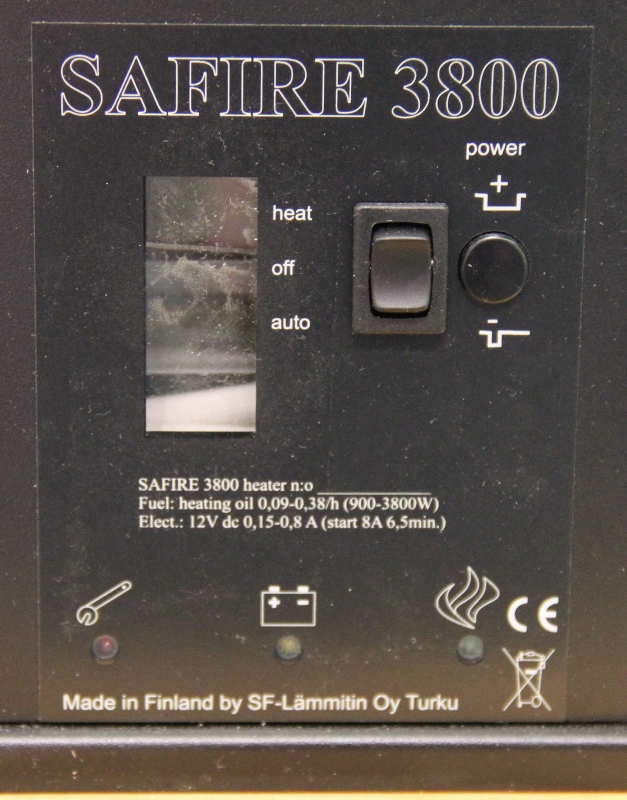 SAFIRE 3800
power
+
heat
off
auto
-
SAFIRE 3800 heater n:o ______________
Fuel: heating oil 0,09-0,38/h (900-3800W)
Elect.: 12V dc 0,15-0,8 A (start 8A 6,5min.)
+ -
CE
Made in Finland by SF-Lämmitin Oy Turku